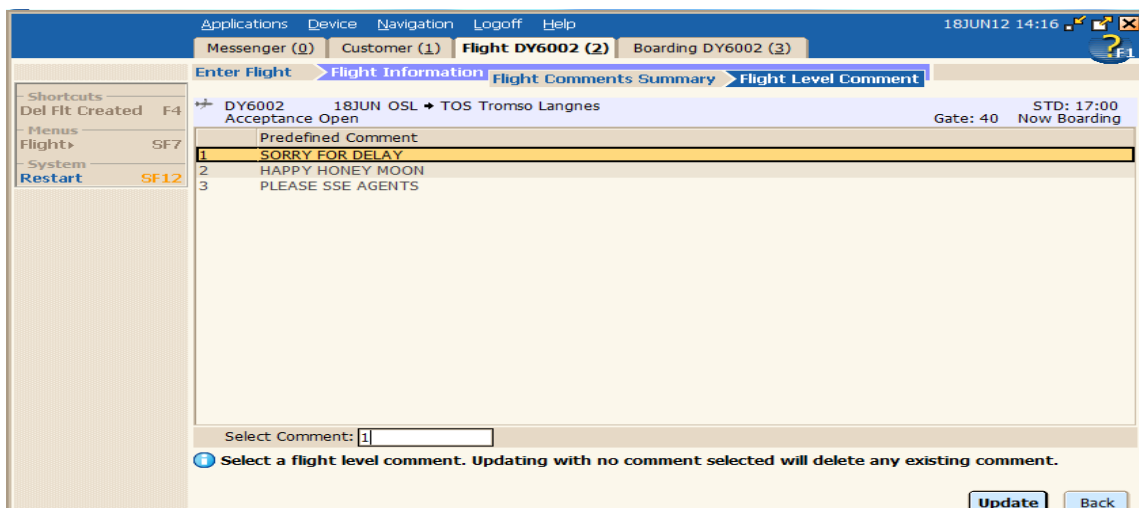 Applications Device Navigation Logoff Help 18JUN12 14:16
Messenger (0) Customer (1) Flight DY6002 (2) Boarding DY6002 (3)
?F1
Enter Flight Flight Information Flight Comments Summary Flight Level Comment
Shortcuts
Del Flt Created F4
Menus
Flight SF7
System
Restart SF12
DY6002 18JUN OSL → TOS Tromso Langnes STD: 17:00
Acceptance Open Gate: 40 Now Boarding
Predefined Comment
1 SORRY FOR DELAY
2 HAPPY HONEY MOON
3 PLEASE SSE AGENTS
Select Comment: 1
Select a flight level comment. Updating with no comment selected will delete any existing comment.
Update Back